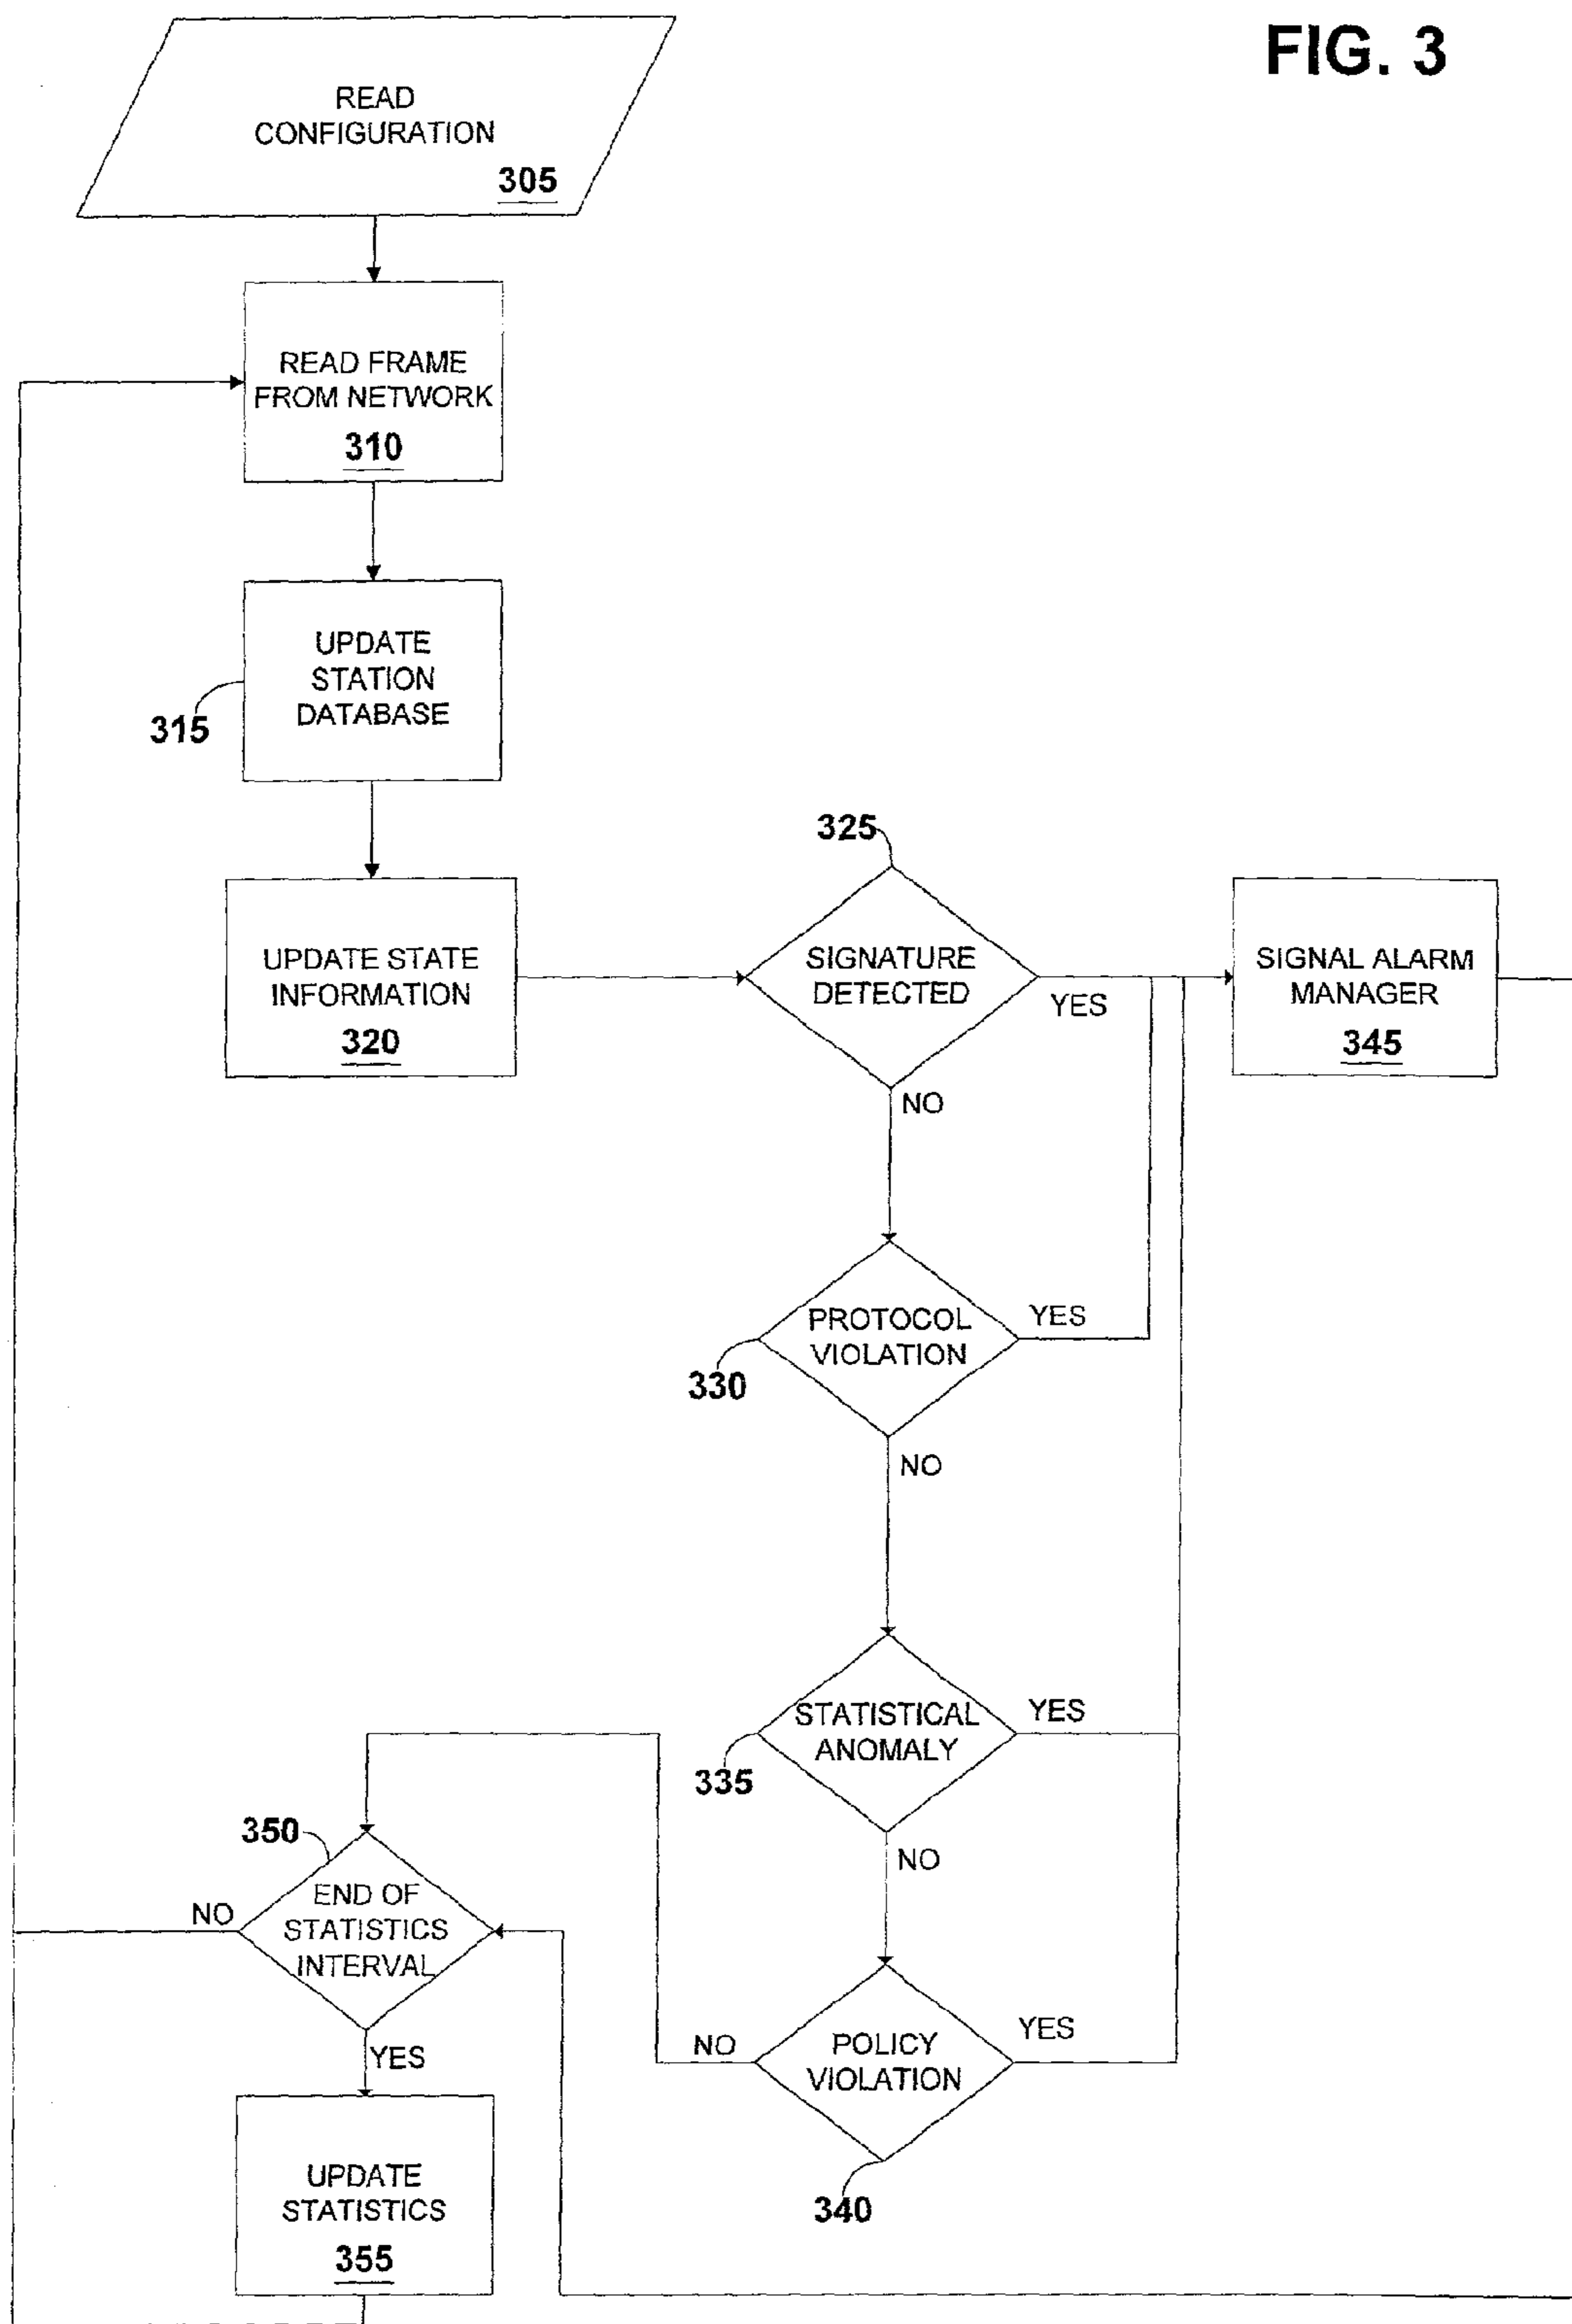 FIG. 3
READ
CONFIGURATION
305
READ FRAME
FROM NETWORK
310
UPDATE
STATION
DATABASE
315
UPDATE STATE
INFORMATION
320
325
SIGNATURE
DETECTED
YES
NO
SIGNAL ALARM
MANAGER
345
PROTOCOL
VIOLATION
YES
330
NO
STATISTICAL
ANOMALY
YES
335
NO
350
END OF
STATISTICS
INTERVAL
NO
YES
POLICY
VIOLATION
YES
NO
340
UPDATE
STATISTICS
355